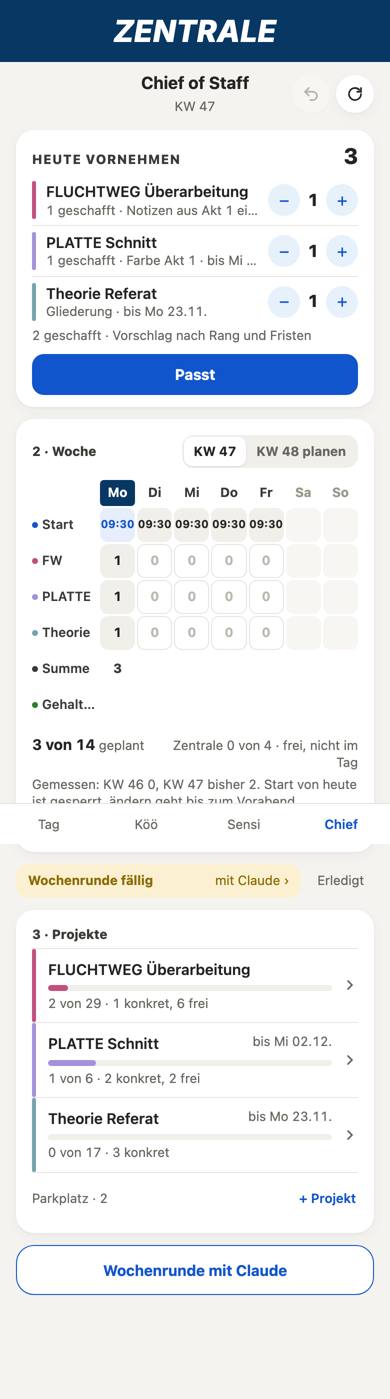 ZENTRALE
Chief of Staff
KW 47
HEUTE VORNEHMEN 3
FLUCHTWEG Überarbeitung
1 geschafft · Notizen aus Akt 1 ei...
− 1 +
PLATTE Schnitt
1 geschafft · Farbe Akt 1 · bis Mi ...
− 1 +
Theorie Referat
Gliederung · bis Mo 23.11.
− 1 +
2 geschafft · Vorschlag nach Rang und Fristen
Passt
2 · Woche KW 47 KW 48 planen
Mo Di Mi Do Fr Sa So
Start 09:30 09:30 09:30 09:30 09:30
FW 1 0 0 0 0
PLATTE 1 0 0 0 0
Theorie 1 0 0 0 0
Summe 3
Gehalt...
3 von 14 geplant Zentrale 0 von 4 · frei, nicht im
Tag
Gemessen: KW 46 0, KW 47 bisher 2. Start von heute
ist gesperrt, ändern geht bis zum Vorabend
Tag Köö Sensi Chief
Wochenrunde fällig mit Claude › Erledigt
3 · Projekte
FLUCHTWEG Überarbeitung
2 von 29 · 1 konkret, 6 frei
PLATTE Schnitt bis Mi 02.12.
1 von 6 · 2 konkret, 2 frei
Theorie Referat bis Mo 23.11.
0 von 17 · 3 konkret
Parkplatz · 2 + Projekt
Wochenrunde mit Claude